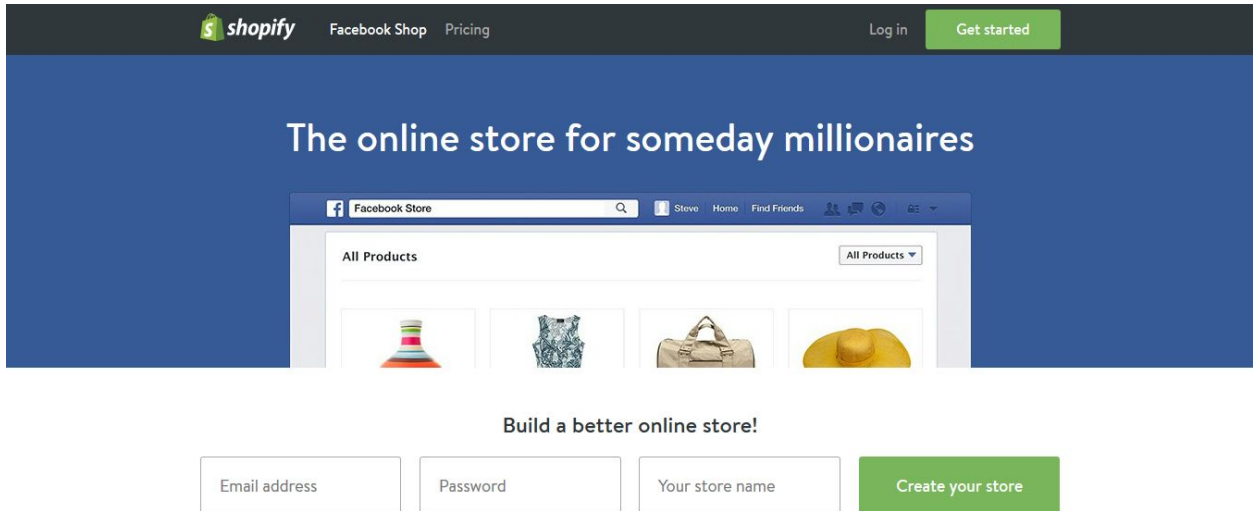 shopify Facebook Shop Pricing Log in Get started
The online store for someday millionaires
Facebook Store Steve Home Find Friends
All Products All Products
Build a better online store!
Email address Password Your store name Create your store